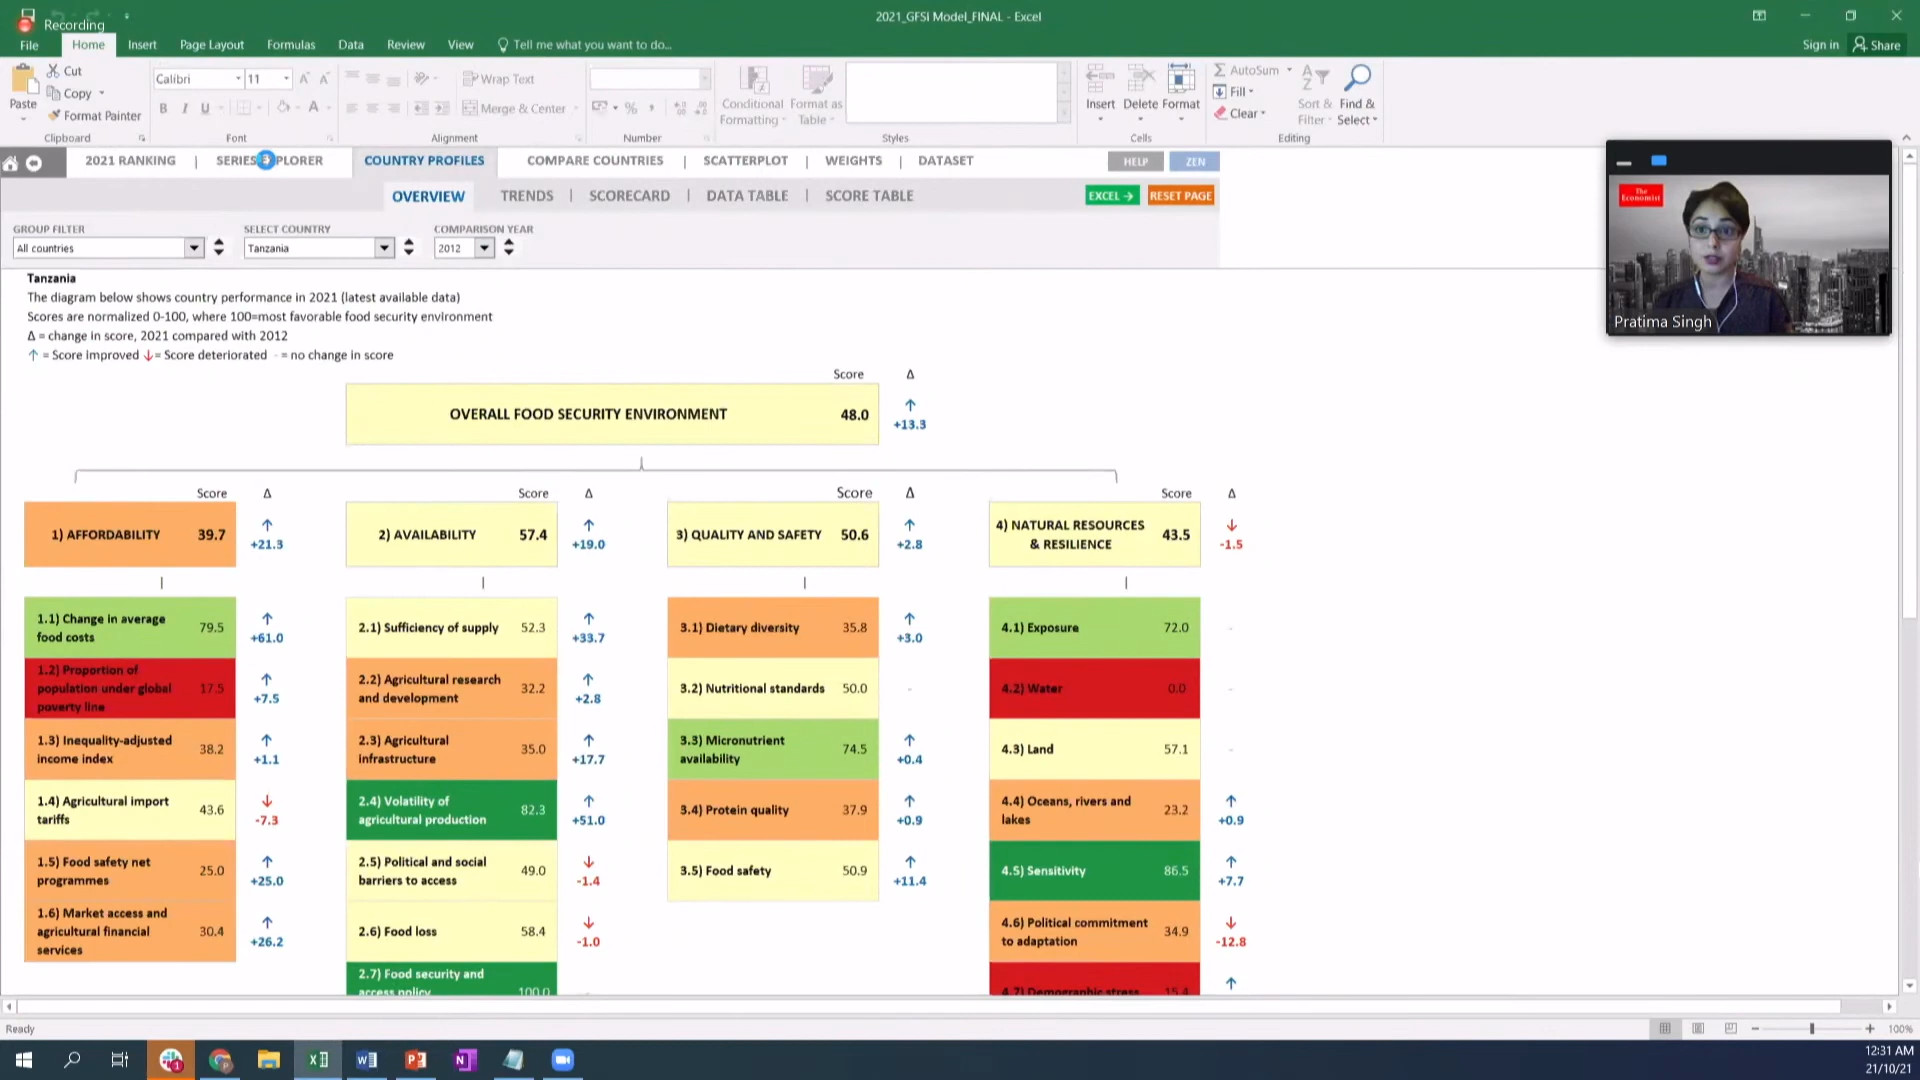 Recording
2021_GFSI Model_FINAL - Excel
File Home Insert Page Layout Formulas Data Review View Tell me what you want to do...
Sign in Share
Paste
Cut
Copy
Format Painter
Clipboard
Calibri 11
B I U
Font
Wrap Text
Merge & Center
Alignment
%
Number
Conditional Formatting
Format as Table
Styles
Insert Delete Format
Cells
AutoSum
Fill
Clear
Sort & Filter
Find & Select
Editing
2021 RANKING | SERIES EXPLORER COUNTRY PROFILES COMPARE COUNTRIES | SCATTERPLOT | WEIGHTS | DATASET
HELP ZEN
OVERVIEW TRENDS | SCORECARD | DATA TABLE | SCORE TABLE
EXCEL → RESET PAGE
GROUP FILTER SELECT COUNTRY COMPARISON YEAR
All countries Tanzania 2012
The Economist
Pratima Singh
Tanzania
The diagram below shows country performance in 2021 (latest available data)
Scores are normalized 0-100, where 100=most favorable food security environment
Δ = change in score, 2021 compared with 2012
↑ = Score improved ↓= Score deteriorated - = no change in score
Score Δ
OVERALL FOOD SECURITY ENVIRONMENT 48.0 ↑ +13.3
Score Δ Score Δ Score Δ Score Δ
1) AFFORDABILITY 39.7 ↑ +21.3
2) AVAILABILITY 57.4 ↑ +19.0
3) QUALITY AND SAFETY 50.6 ↑ +2.8
4) NATURAL RESOURCES & RESILIENCE 43.5 ↓ -1.5
1.1) Change in average food costs 79.5 ↑ +61.0
1.2) Proportion of population under global poverty line 17.5 ↑ +7.5
1.3) Inequality-adjusted income index 38.2 ↑ +1.1
1.4) Agricultural import tariffs 43.6 ↓ -7.3
1.5) Food safety net programmes 25.0 ↑ +25.0
1.6) Market access and agricultural financial services 30.4 ↑ +26.2
2.1) Sufficiency of supply 52.3 ↑ +33.7
2.2) Agricultural research and development 32.2 ↑ +2.8
2.3) Agricultural infrastructure 35.0 ↑ +17.7
2.4) Volatility of agricultural production 82.3 ↑ +51.0
2.5) Political and social barriers to access 49.0 ↓ -1.4
2.6) Food loss 58.4 ↓ -1.0
2.7) Food security and access policy 100.0
3.1) Dietary diversity 35.8 ↑ +3.0
3.2) Nutritional standards 50.0 -
3.3) Micronutrient availability 74.5 ↑ +0.4
3.4) Protein quality 37.9 ↑ +0.9
3.5) Food safety 50.9 ↑ +11.4
4.1) Exposure 72.0 -
4.2) Water 0.0 -
4.3) Land 57.1 -
4.4) Oceans, rivers and lakes 23.2 ↑ +0.9
4.5) Sensitivity 86.5 ↑ +7.7
4.6) Political commitment to adaptation 34.9 ↓ -12.8
4.7) Demographic stress 15.4 ↑
Ready
100%
12:31 AM
21/10/21